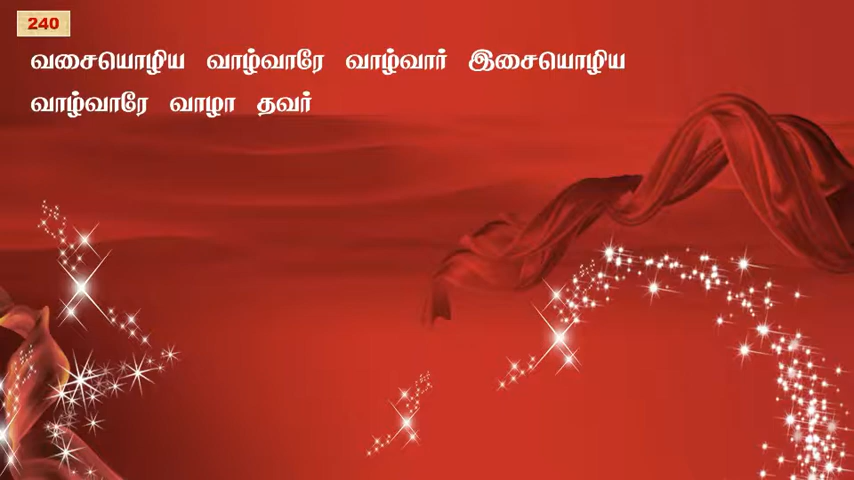 240
வசையொழிய வாழ்வாரே வாழ்வார் இசையொழிய
வாழ்வாரே வாழா தவர்